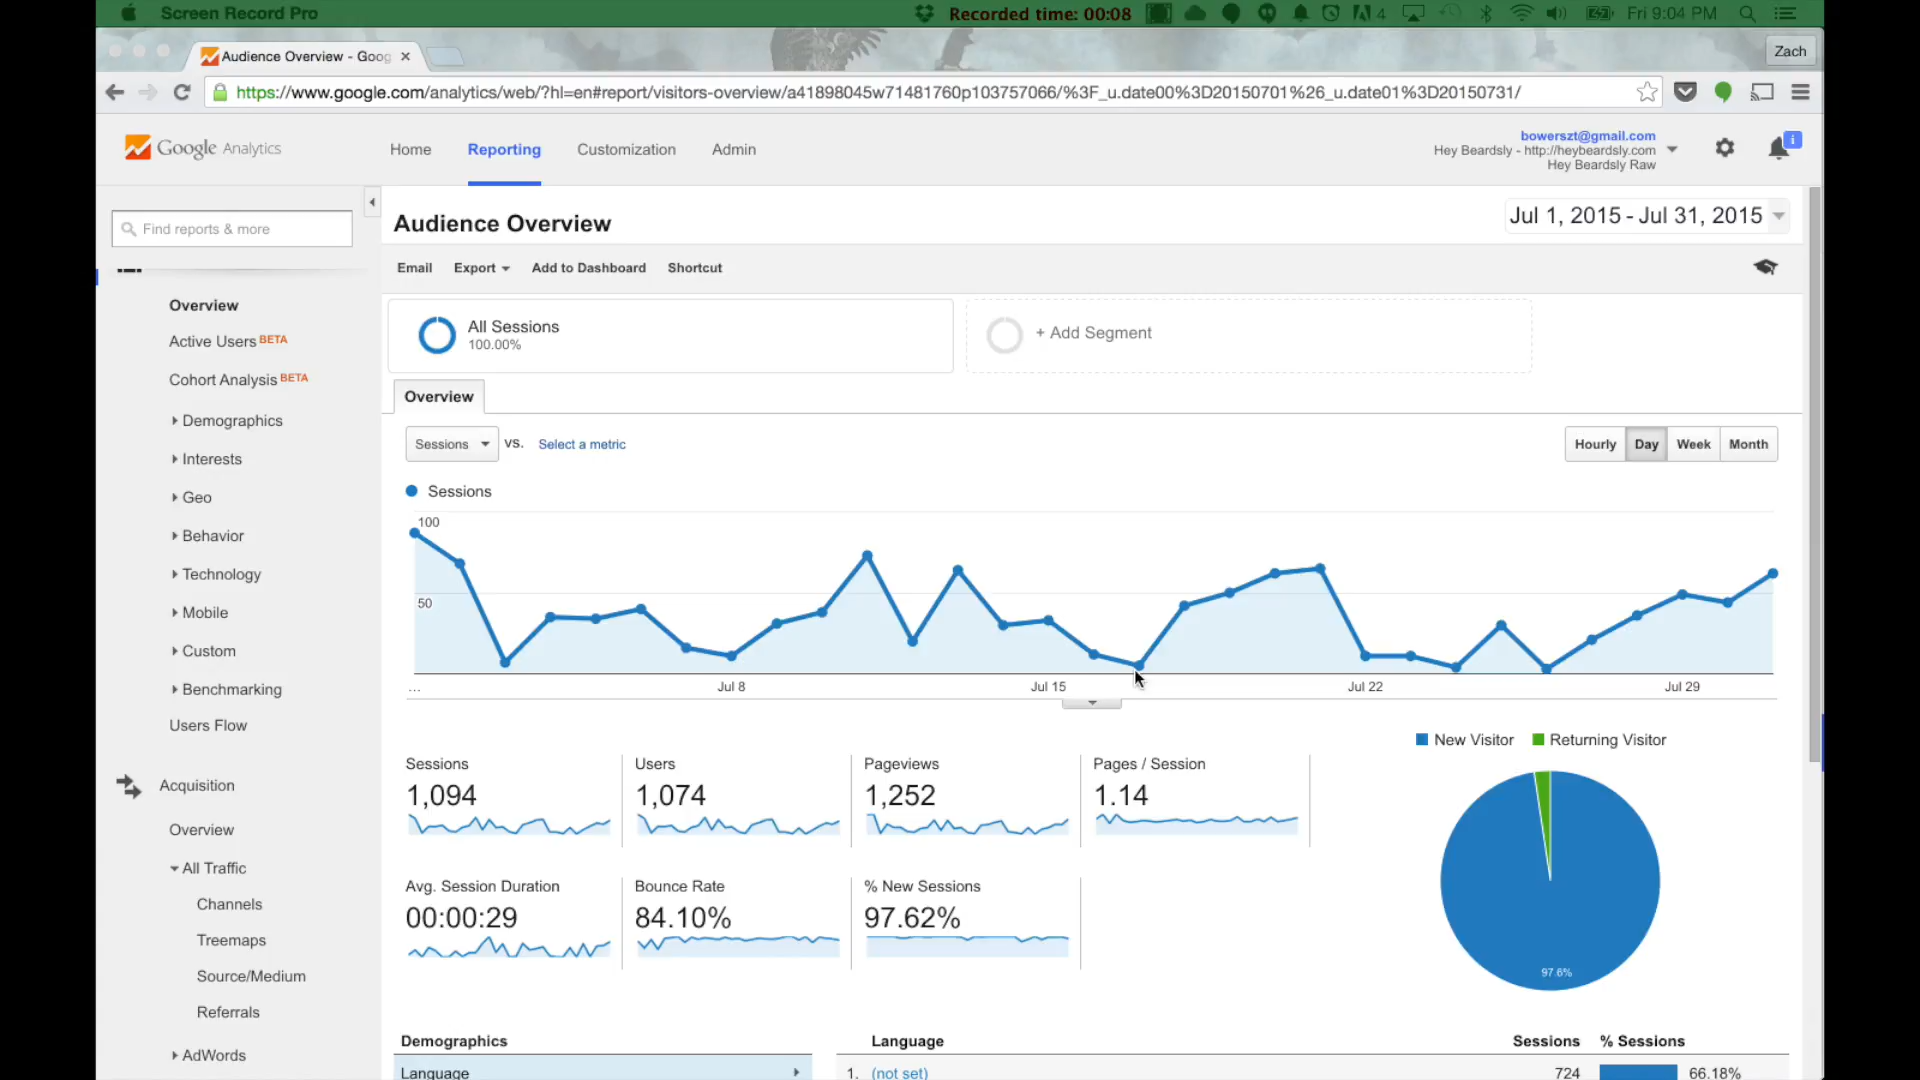 Screen Record Pro
Recorded time: 00:08
4
Fri 9:04 PM
Audience Overview - Goog
Zach
https://www.google.com/analytics/web/?hl=en#report/visitors-overview/a41898045w71481760p103757066/%3F_u.date00%3D20150701%26_u.date01%3D20150731/
Google Analytics
Home
Reporting
Customization
Admin
bowerszt@gmail.com
Hey Beardsly - http://heybeardsly.com
Hey Beardsly Raw
i
Find reports & more
Audience Overview
Jul 1, 2015 - Jul 31, 2015
Email
Export
Add to Dashboard
Shortcut
Overview
Active Users BETA
Cohort Analysis BETA
Demographics
Interests
Geo
Behavior
Technology
Mobile
Custom
Benchmarking
Users Flow
Acquisition
Overview
All Traffic
Channels
Treemaps
Source/Medium
Referrals
AdWords
All Sessions
100.00%
+ Add Segment
Overview
Sessions
VS.
Select a metric
Hourly
Day
Week
Month
Sessions
100
50
...
Jul 8
Jul 15
Jul 22
Jul 29
New Visitor
Returning Visitor
Sessions
1,094
Users
1,074
Pageviews
1,252
Pages / Session
1.14
Avg. Session Duration
00:00:29
Bounce Rate
84.10%
% New Sessions
97.62%
97.6%
Demographics
Language
Language
Sessions
% Sessions
1. (not set)
724
66.18%